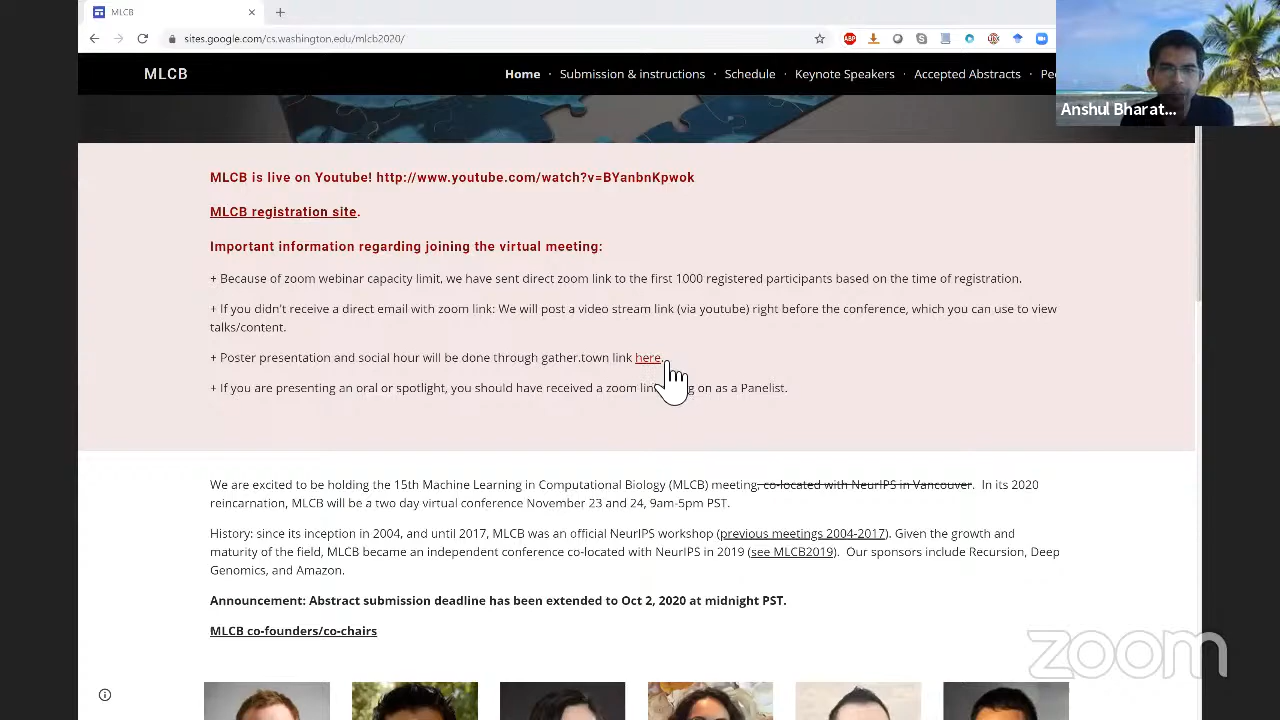 MLCB
sites.google.com/cs.washington.edu/mlcb2020/
ABP
MLCB
Home · Submission & instructions · Schedule · Keynote Speakers · Accepted Abstracts ·
Anshul Bharat...
MLCB is live on Youtube! http://www.youtube.com/watch?v=BYanbnKpwok
MLCB registration site.
Important information regarding joining the virtual meeting:
+ Because of zoom webinar capacity limit, we have sent direct zoom link to the first 1000 registered participants based on the time of registration.
+ If you didn't receive a direct email with zoom link: We will post a video stream link (via youtube) right before the conference, which you can use to view
talks/content.
+ Poster presentation and social hour will be done through gather.town link here.
+ If you are presenting an oral or spotlight, you should have received a zoom on as a Panelist.
We are excited to be holding the 15th Machine Learning in Computational Biology (MLCB) meeting, co-located with NeurIPS in Vancouver. In its 2020
reincarnation, MLCB will be a two day virtual conference November 23 and 24, 9am-5pm PST.
History: since its inception in 2004, and until 2017, MLCB was an official NeurIPS workshop (previous meetings 2004-2017). Given the growth and
maturity of the field, MLCB became an independent conference co-located with NeurIPS in 2019 (see MLCB2019). Our sponsors include Recursion, Deep
Genomics, and Amazon.
Announcement: Abstract submission deadline has been extended to Oct 2, 2020 at midnight PST.
MLCB co-founders/co-chairs
zoom